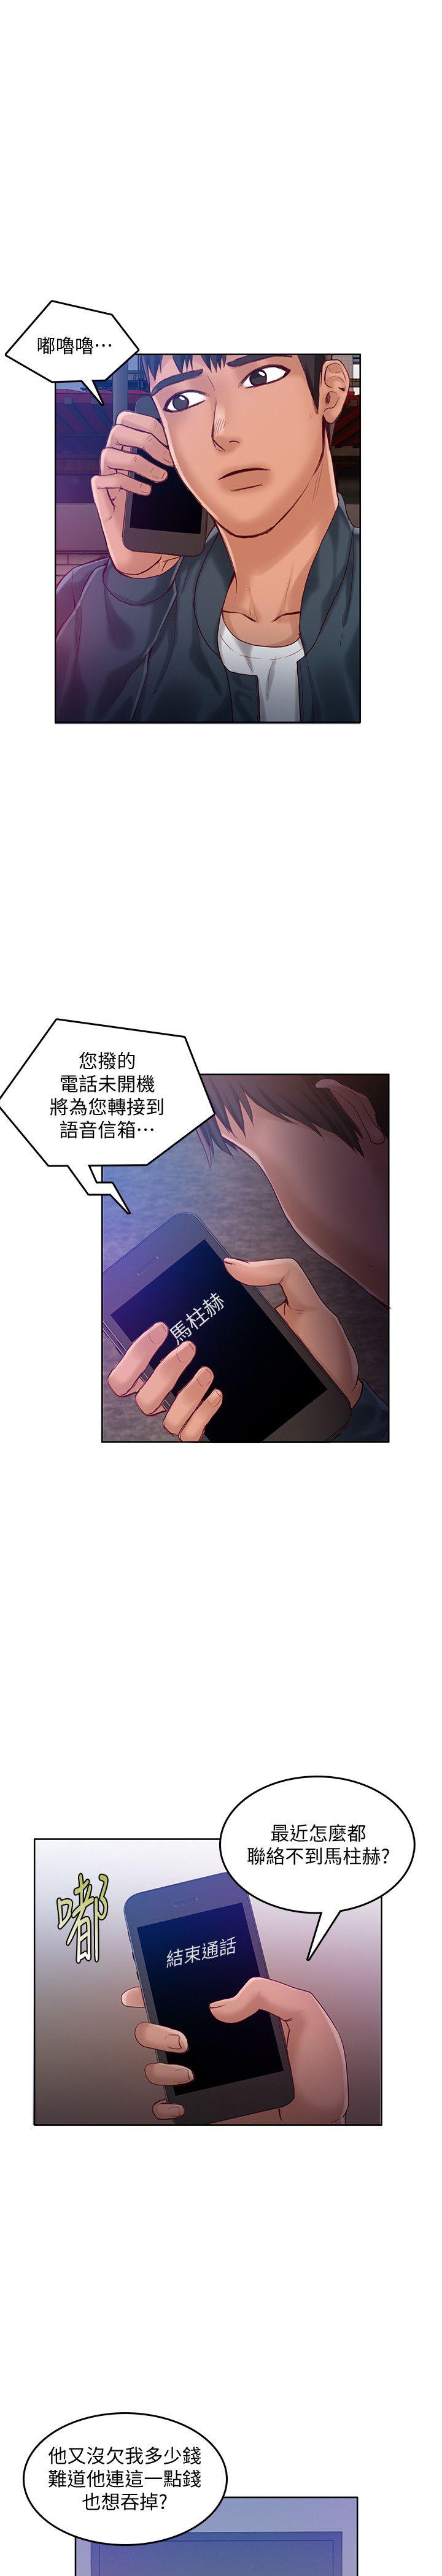 嘟嚕嚕…
您撥的
電話未開機
將為您轉接到
語音信箱…
馬柱赫
最近怎麼都
聯絡不到馬柱赫?
嘟
結束通話
他又沒欠我多少錢
難道他連這一點錢
也想吞掉?